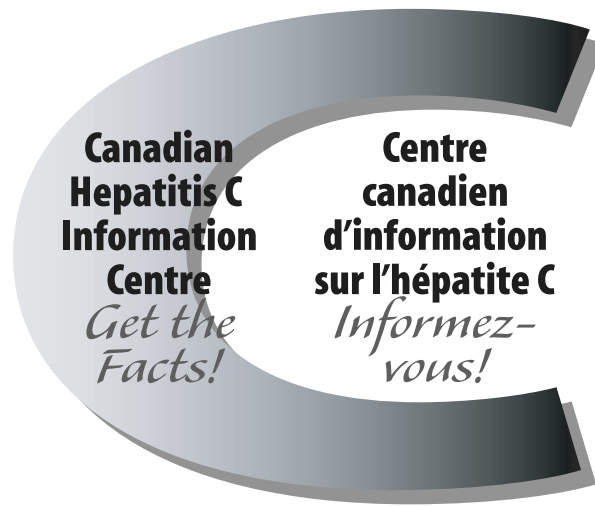 Canadian
Hepatitis C
Information
Centre
Get the
Facts!
Centre
canadien
d'information
sur l'hépatite C
Informez-
vous!